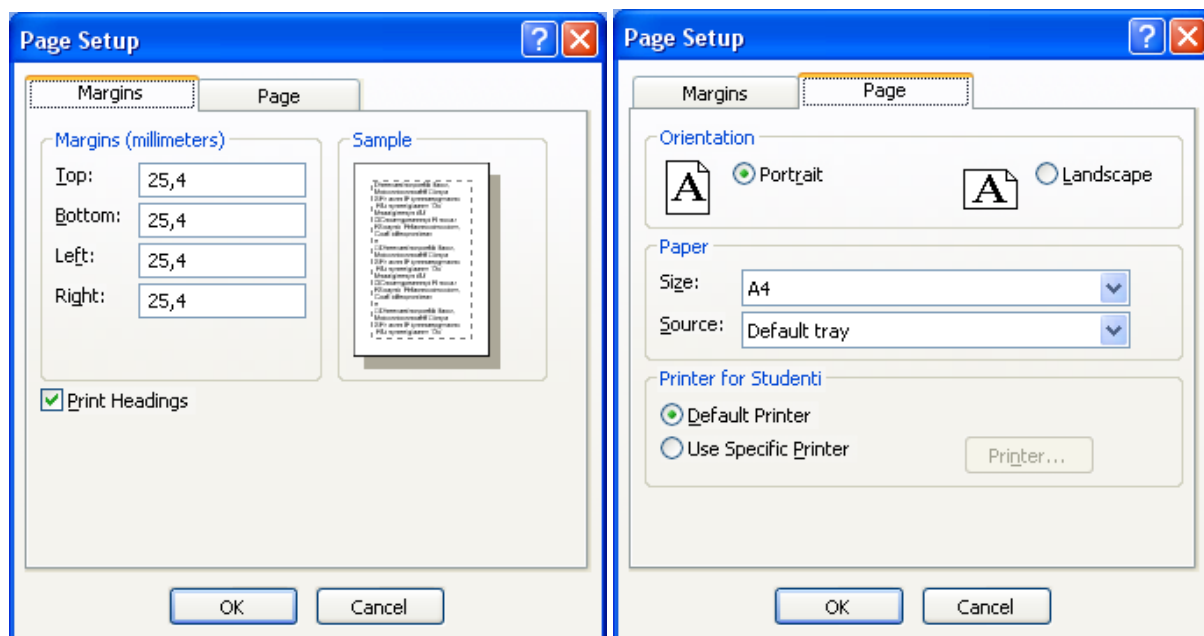 Page Setup
Margins
Page
Margins (millimeters)
Sample
Top: 25,4
Bottom: 25,4
Left: 25,4
Right: 25,4
Print Headings
OK
Cancel
Page Setup
Margins
Page
Orientation
A
Portrait
A
Landscape
Paper
Size: A4
Source: Default tray
Printer for Studenti
Default Printer
Use Specific Printer
Printer...
OK
Cancel